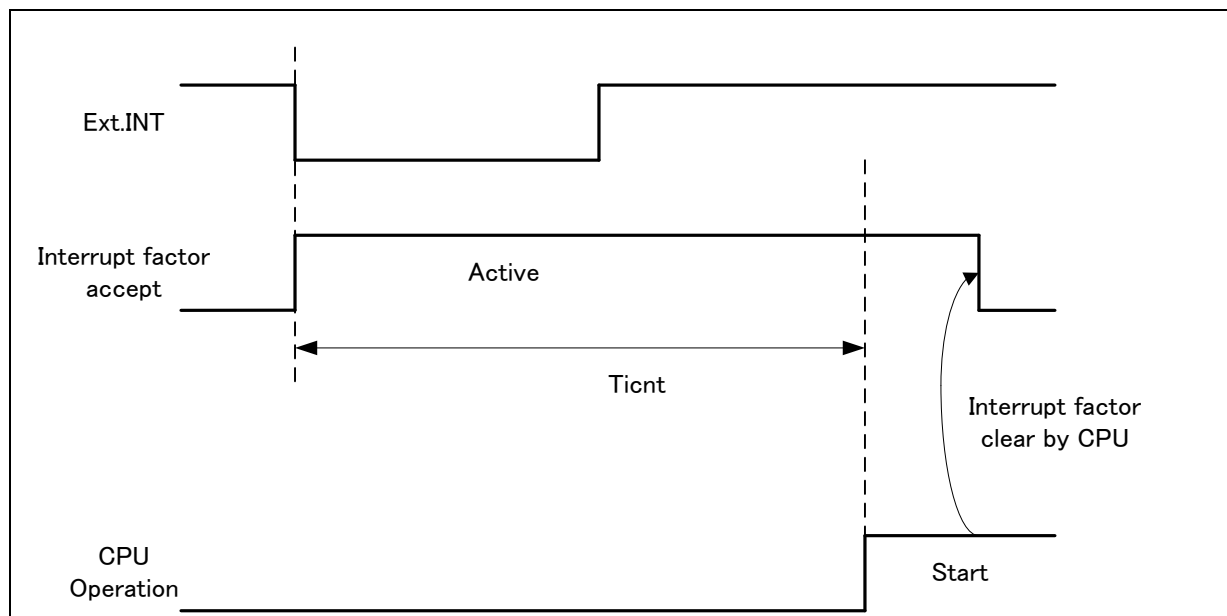 Ext.INT
Interrupt factor
accept
Active
Ticnt
Interrupt factor
clear by CPU
CPU
Operation
Start